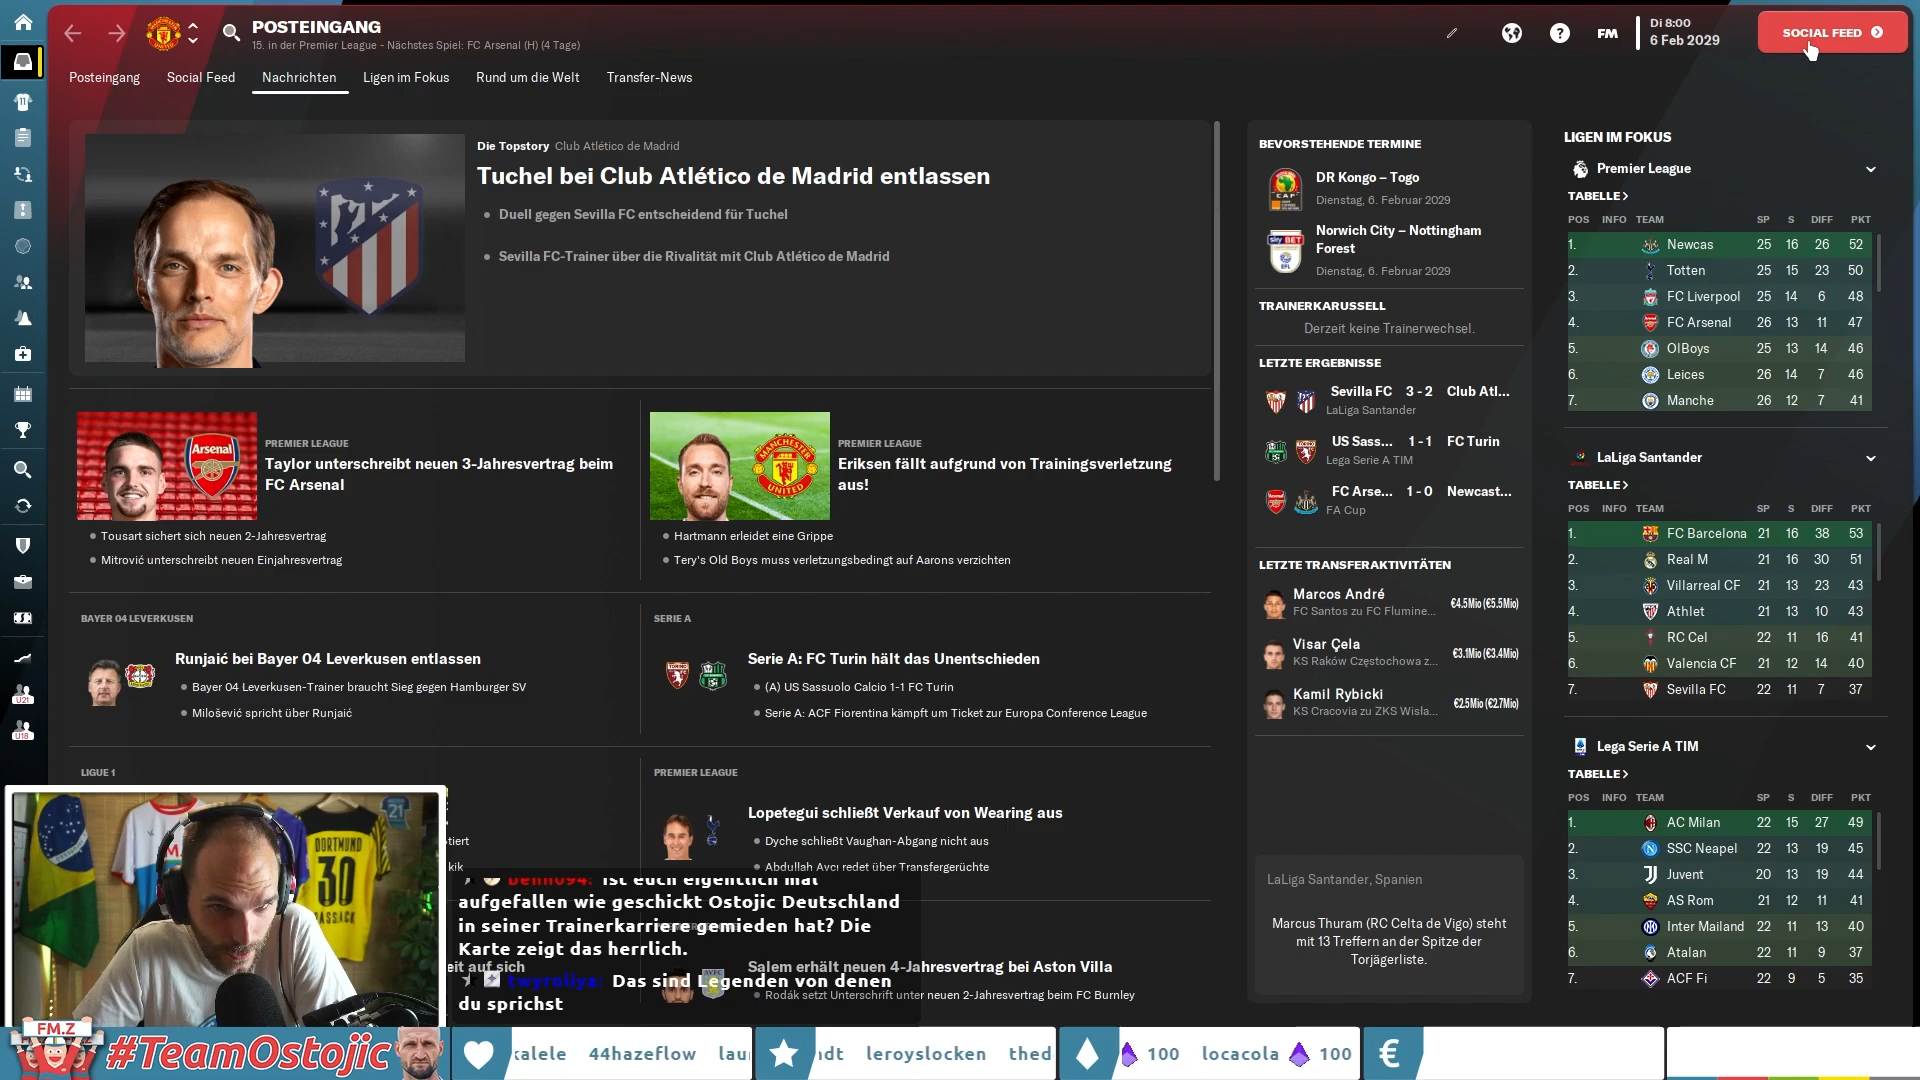 POSTEINGANG
15. in der Premier League - Nächstes Spiel: FC Arsenal (H) (4 Tage)
FM
Di 8:00
6 Feb 2029
SOCIAL FEED
Posteingang
Social Feed
Nachrichten
Ligen im Fokus
Rund um die Welt
Transfer-News
Die Topstory Club Atlético de Madrid
Tuchel bei Club Atlético de Madrid entlassen
Duell gegen Sevilla FC entscheidend für Tuchel
Sevilla FC-Trainer über die Rivalität mit Club Atlético de Madrid
Arsenal
PREMIER LEAGUE
Taylor unterschreibt neuen 3-Jahresvertrag beim
FC Arsenal
Tousart sichert sich neuen 2-Jahresvertrag
Mitrović unterschreibt neuen Einjahresvertrag
PREMIER LEAGUE
Eriksen fällt aufgrund von Trainingsverletzung
aus!
Hartmann erleidet eine Grippe
Tery's Old Boys muss verletzungsbedingt auf Aarons verzichten
BAYER 04 LEVERKUSEN
Runjaić bei Bayer 04 Leverkusen entlassen
Bayer 04 Leverkusen-Trainer braucht Sieg gegen Hamburger SV
Milošević spricht über Runjaić
SERIE A
Serie A: FC Turin hält das Unentschieden
(A) US Sassuolo Calcio 1-1 FC Turin
Serie A: ACF Fiorentina kämpft um Ticket zur Europa Conference League
LIGUE 1
tiert
kik
eit auf sich
PREMIER LEAGUE
Lopetegui schließt Verkauf von Wearing aus
Dyche schließt Vaughan-Abgang nicht aus
Abdullah Avcı redet über Transfergerüchte
Salem erhält neuen 4-Jahresvertrag bei Aston Villa
Rodák setzt Unterschrift unter neuen 2-Jahresvertrag beim FC Burnley
BEVORSTEHENDE TERMINE
DR Kongo – Togo
Dienstag, 6. Februar 2029
Norwich City – Nottingham
Forest
Dienstag, 6. Februar 2029
TRAINERKARUSSELL
Derzeit keine Trainerwechsel.
LETZTE ERGEBNISSE
Sevilla FC 3 - 2 Club Atl...
LaLiga Santander
US Sass... 1 - 1 FC Turin
Lega Serie A TIM
FC Arse... 1 - 0 Newcast...
FA Cup
LETZTE TRANSFERAKTIVITÄTEN
Marcos André
FC Santos zu FC Flumine...
€4.5Mio (€5.5Mio)
Visar Çela
KS Raków Częstochowa z...
€3.1Mio (€3.4Mio)
Kamil Rybicki
KS Cracovia zu ZKS Wisla...
€2.5Mio (€2.7Mio)
LaLiga Santander, Spanien
Marcus Thuram (RC Celta de Vigo) steht
mit 13 Treffern an der Spitze der
Torjägerliste.
LIGEN IM FOKUS
Premier League
TABELLE
POS INFO TEAM SP S DIFF PKT
1. Newcas 25 16 26 52
2. Totten 25 15 23 50
3. FC Liverpool 25 14 6 48
4. FC Arsenal 26 13 11 47
5. OlBoys 25 13 14 46
6. Leices 26 14 7 46
7. Manche 26 12 7 41
LaLiga Santander
TABELLE
POS INFO TEAM SP S DIFF PKT
1. FC Barcelona 21 16 38 53
2. Real M 21 16 30 51
3. Villarreal CF 21 13 23 43
4. Athlet 21 13 10 43
5. RC Cel 22 11 16 41
6. Valencia CF 21 12 14 40
7. Sevilla FC 22 11 7 37
Lega Serie A TIM
TABELLE
POS INFO TEAM SP S DIFF PKT
1. AC Milan 22 15 27 49
2. SSC Neapel 22 13 19 45
3. Juvent 20 13 19 44
4. AS Rom 21 12 11 41
5. Inter Mailand 22 11 13 40
6. Atalan 22 11 9 37
7. ACF Fi 22 9 5 35
U21
U18
DORTMUND
30
21
ist euch eigentlich mal
aufgefallen wie geschickt Ostojic Deutschland
in seiner Trainerkarriere gemieden hat? Die
Karte zeigt das herrlich.
twyroliya: Das sind Legenden von denen
du sprichst
FM.Z
#TeamOstojic
kalele 44hazeflow lau
ndt leroyslocken thed
100 locacola 100
€